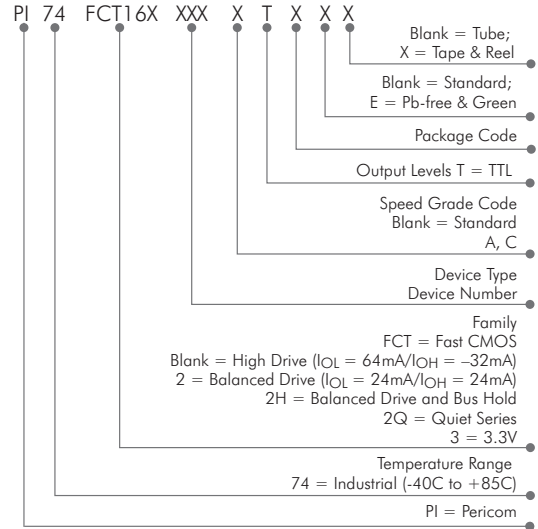 PI 74 FCT16X XXX X T X X X
Blank = Tube;
X = Tape & Reel
Blank = Standard;
E = Pb-free & Green
Package Code
Output Levels T = TTL
Speed Grade Code
Blank = Standard
A, C
Device Type
Device Number
Family
FCT = Fast CMOS
Blank = High Drive (IOL = 64mA/IOH = –32mA)
2 = Balanced Drive (IOL = 24mA/IOH = 24mA)
2H = Balanced Drive and Bus Hold
2Q = Quiet Series
3 = 3.3V
Temperature Range
74 = Industrial (-40C to +85C)
PI = Pericom